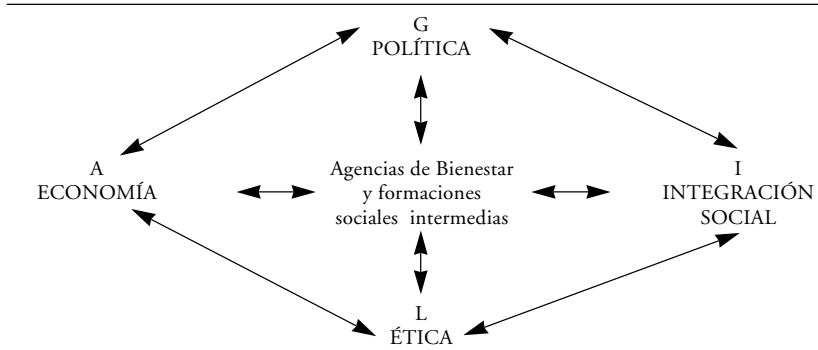 G
POLÍTICA
A
ECONOMÍA
Agencias de Bienestar
y formaciones
sociales intermedias
I
INTEGRACIÓN
SOCIAL
L
ÉTICA